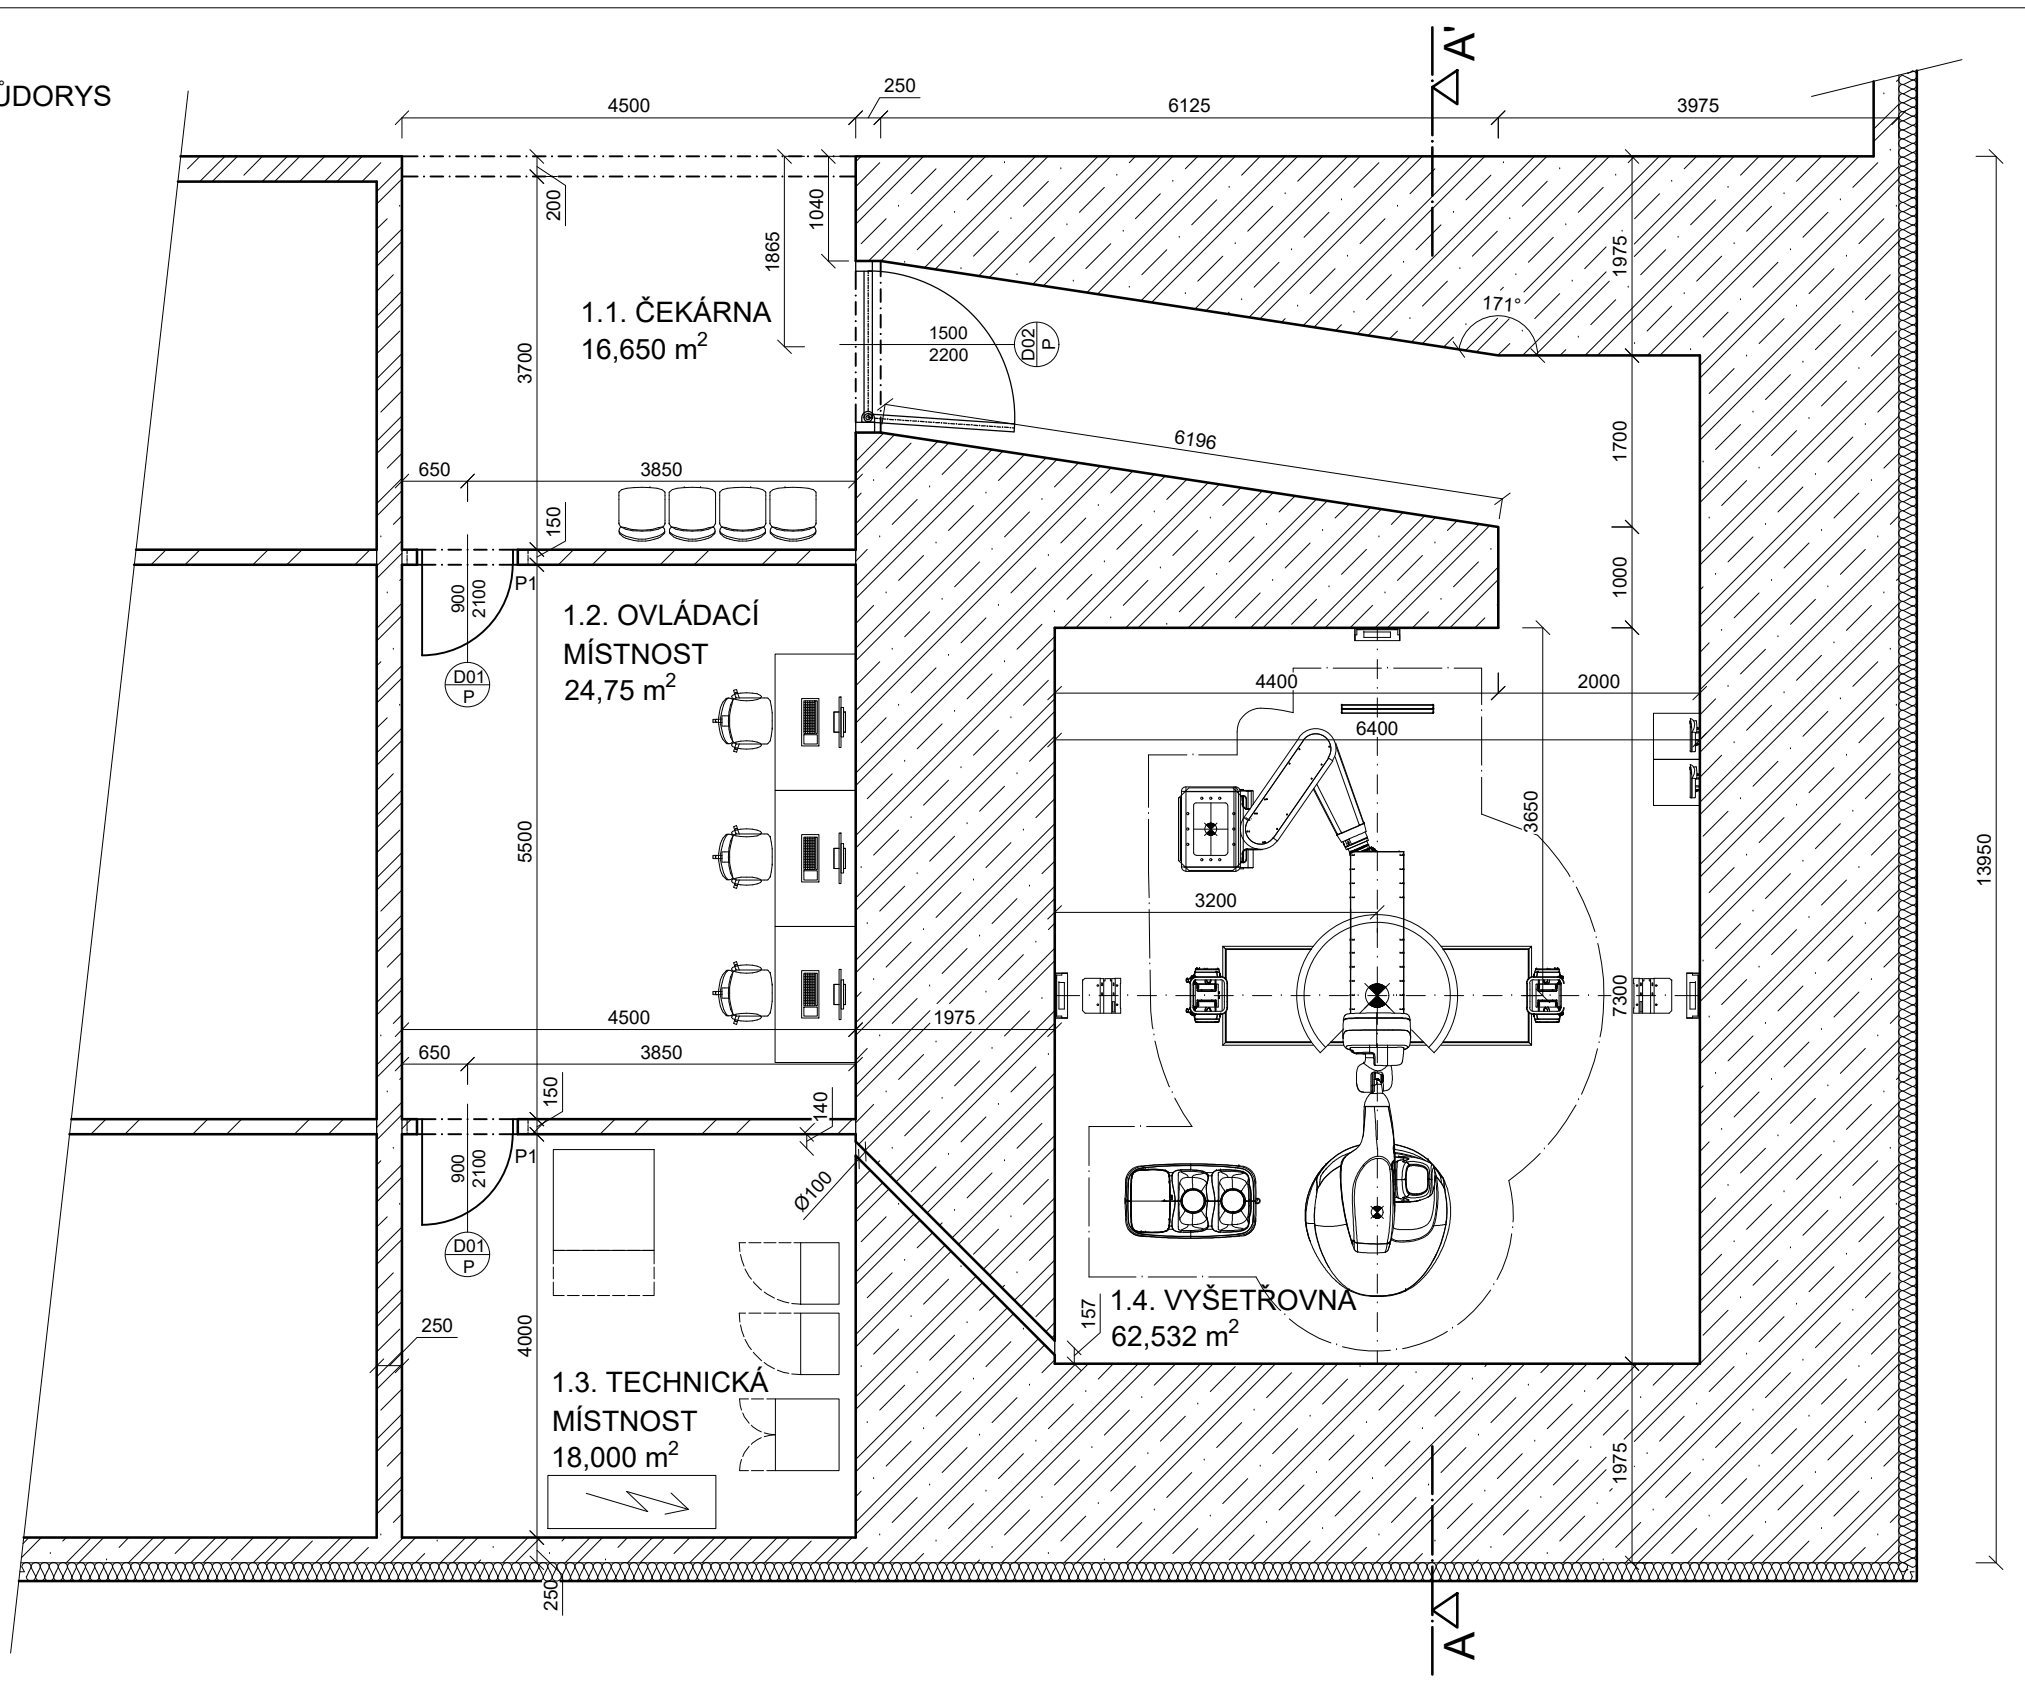 ŮDORYS
A'
4500
250
6125
3975
200
1865
1040
1975
171°
1.1. ČEKÁRNA
16,650 m²
3700
1500
2200
D02
P
6196
1700
650
3850
150
1000
900
2100
P1
D01
P
1.2. OVLÁDACÍ
MÍSTNOST
24,75 m²
4400
2000
6400
3650
5500
13950
3200
7300
4500
1975
650
3850
150
140
900
2100
P1
D01
P
Ø100
250
4000
157
1.4. VYŠETŘOVNA
62,532 m²
1.3. TECHNICKÁ
MÍSTNOST
18,000 m²
1975
250
A